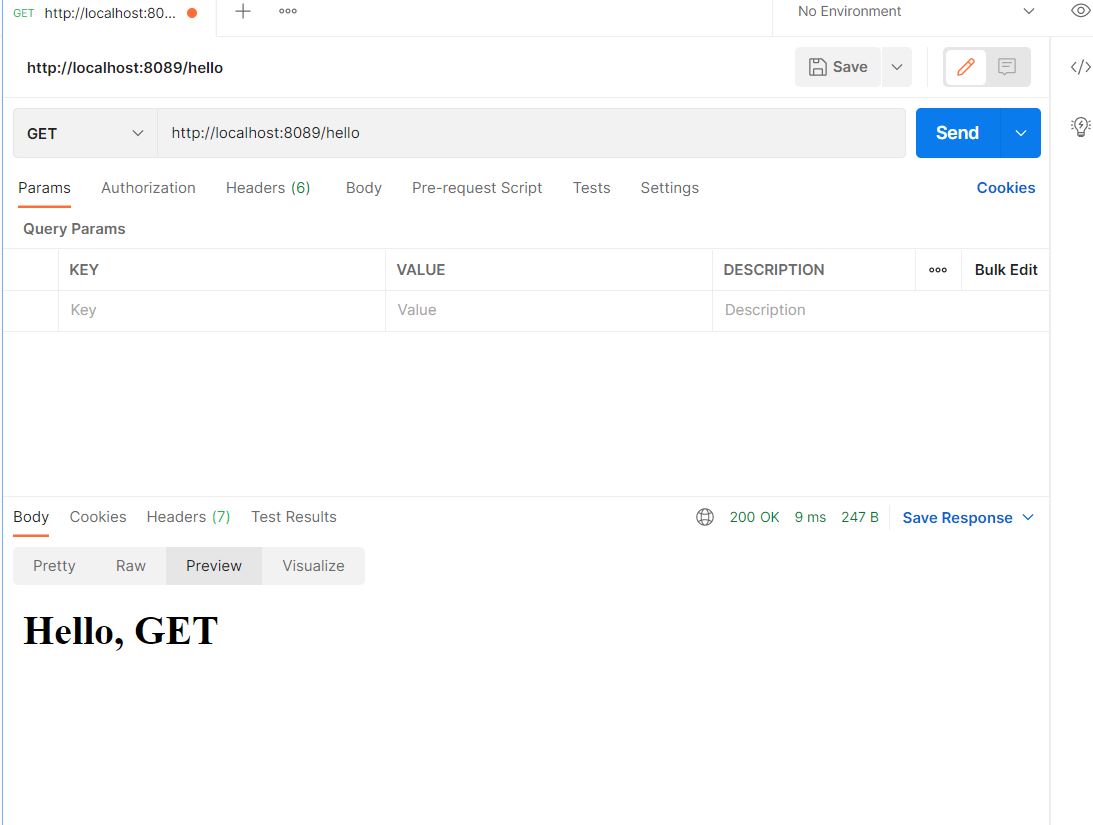 GET http://localhost:80...
No Environment
http://localhost:8089/hello
Save
GET http://localhost:8089/hello Send
Params Authorization Headers (6) Body Pre-request Script Tests Settings Cookies
Query Params
KEY VALUE DESCRIPTION Bulk Edit
Key Value Description
Body Cookies Headers (7) Test Results 200 OK 9 ms 247 B Save Response
Pretty Raw Preview Visualize
Hello, GET